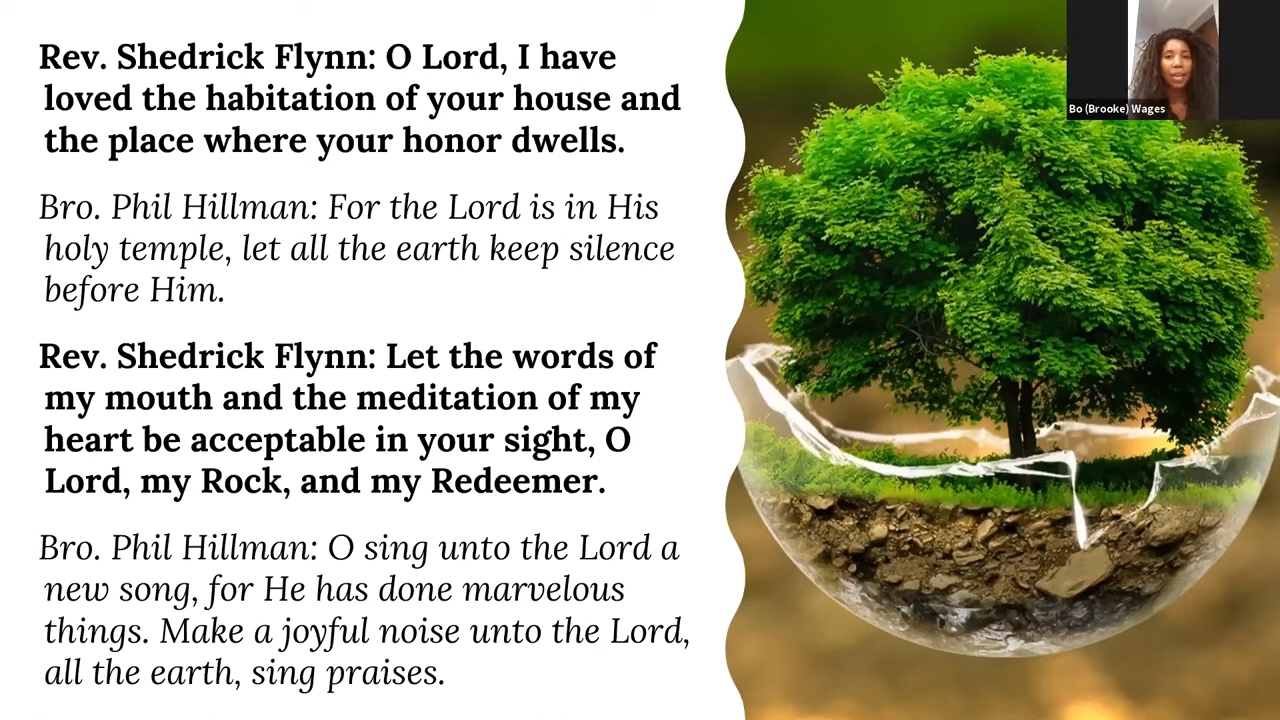 Rev. Shedrick Flynn: O Lord, I have
loved the habitation of your house and
the place where your honor dwells.
Bro. Phil Hillman: For the Lord is in His
holy temple, let all the earth keep silence
before Him.
Rev. Shedrick Flynn: Let the words of
my mouth and the meditation of my
heart be acceptable in your sight, O
Lord, my Rock, and my Redeemer.
Bro. Phil Hillman: O sing unto the Lord a
new song, for He has done marvelous
things. Make a joyful noise unto the Lord,
all the earth, sing praises.
Bo (Brooke) Wages